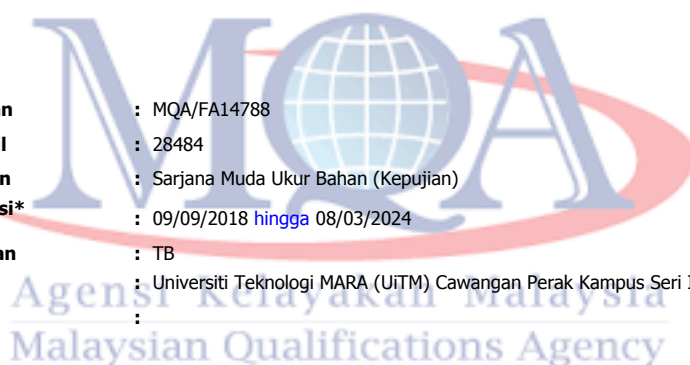 MQA
an : MQA/FA14788
l : 28484
n : Sarjana Muda Ukur Bahan (Kepujian)
si*
: 09/09/2018 hingga 08/03/2024
an : TB
: Universiti Teknologi MARA (UiTM) Cawangan Perak Kampus Seri I
:
Agensi Kelayakan Malaysia
Malaysian Qualifications Agency